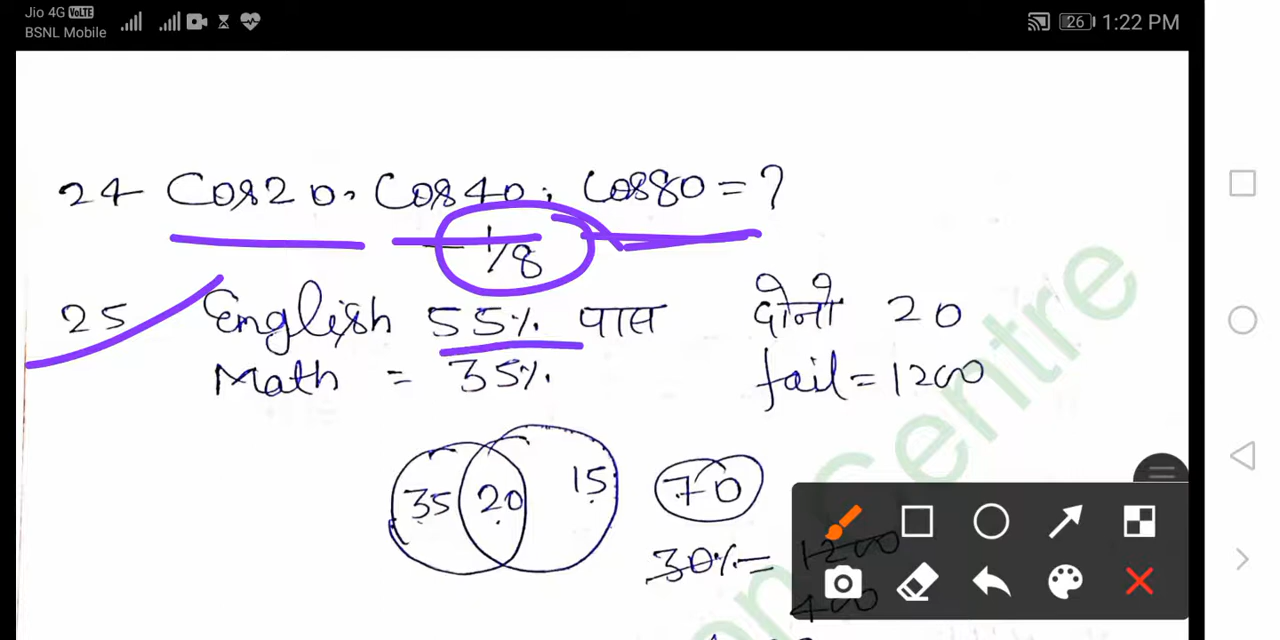 Jio 4G VoLTE
BSNL Mobile
26 1:22 PM
24 Cos20. Cos40. Cos80 = ?
1/8
25 English 55% पास दोनो 20
Math = 35% fail = 1200
35 20 15 70
30% = 1200
400
Centre